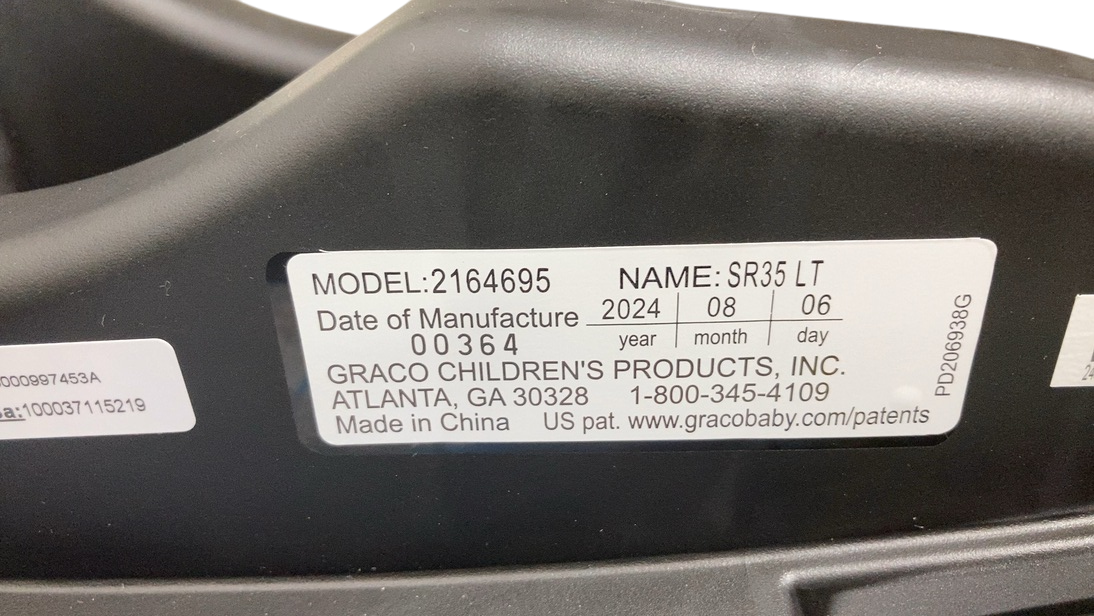 MODEL:2164695 NAME: SR35 LT
Date of Manufacture 2024 08 06
year month day
00364
GRACO CHILDREN'S PRODUCTS, INC.
ATLANTA, GA 30328 1-800-345-4109
Made in China US pat. www.gracobaby.com/patents
PD206938G
000997453A
a:100037115219